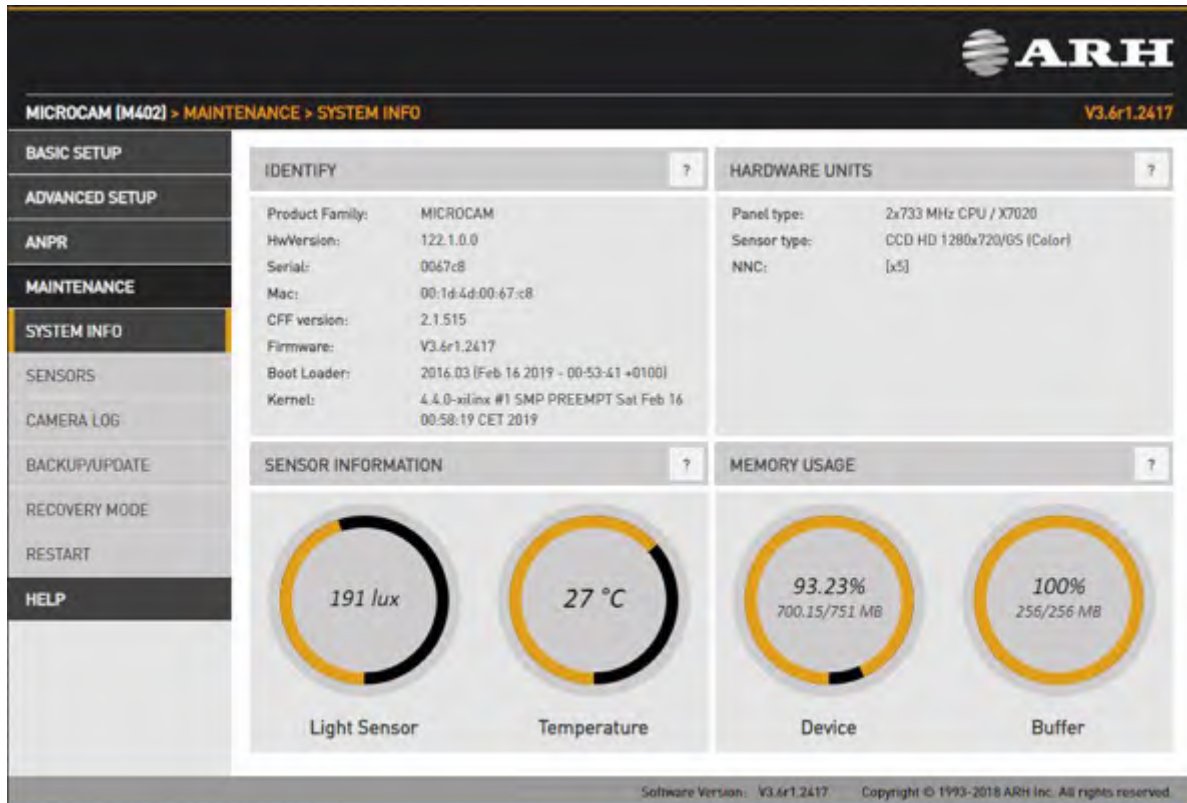 ARH
MICROCAM (M402) > MAINTENANCE > SYSTEM INFO
V3.6r1.2417
BASIC SETUP
ADVANCED SETUP
ANPR
MAINTENANCE
SYSTEM INFO
SENSORS
CAMERA LOG
BACKUP/UPDATE
RECOVERY MODE
RESTART
HELP
IDENTIFY ?
Product Family: MICROCAM
HwVersion: 122.1.0.0
Serial: 0067c8
Mac: 00:1d:4d:00:67:c8
CFF version: 2.1.515
Firmware: V3.6r1.2417
Boot Loader: 2016.03 (Feb 16 2019 - 00:53:41 +0100)
Kernel: 4.4.0-xilinx #1 SMP PREEMPT Sat Feb 16
00:58:19 CET 2019
HARDWARE UNITS ?
Panel type: 2x733 MHz CPU / X7020
Sensor type: CCD HD 1280x720/GS (Color)
NNC: [x5]
SENSOR INFORMATION ?
191 lux
Light Sensor
27 °C
Temperature
MEMORY USAGE ?
93.23%
700.15/751 MB
Device
100%
256/256 MB
Buffer
Software Version: V3.6r1.2417 Copyright © 1993-2018 ARH Inc. All rights reserved.